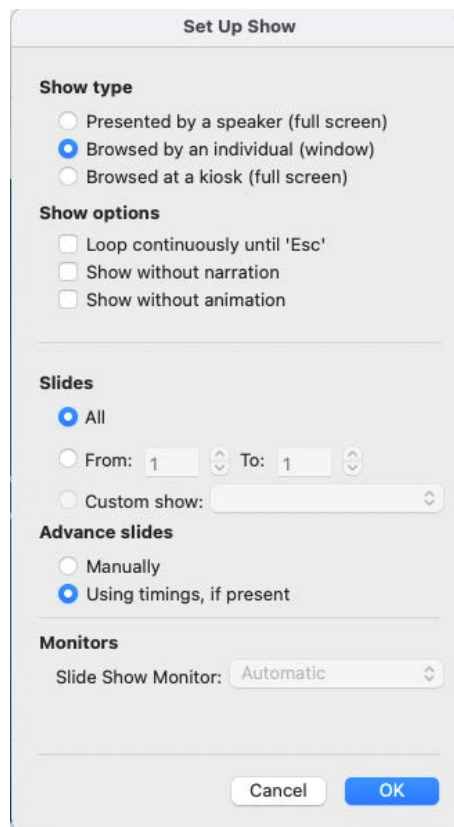 Set Up Show
Show type
Presented by a speaker (full screen)
Browsed by an individual (window)
Browsed at a kiosk (full screen)
Show options
Loop continuously until 'Esc'
Show without narration
Show without animation
Slides
All
From: 1 To: 1
Custom show:
Advance slides
Manually
Using timings, if present
Monitors
Slide Show Monitor: Automatic
Cancel OK